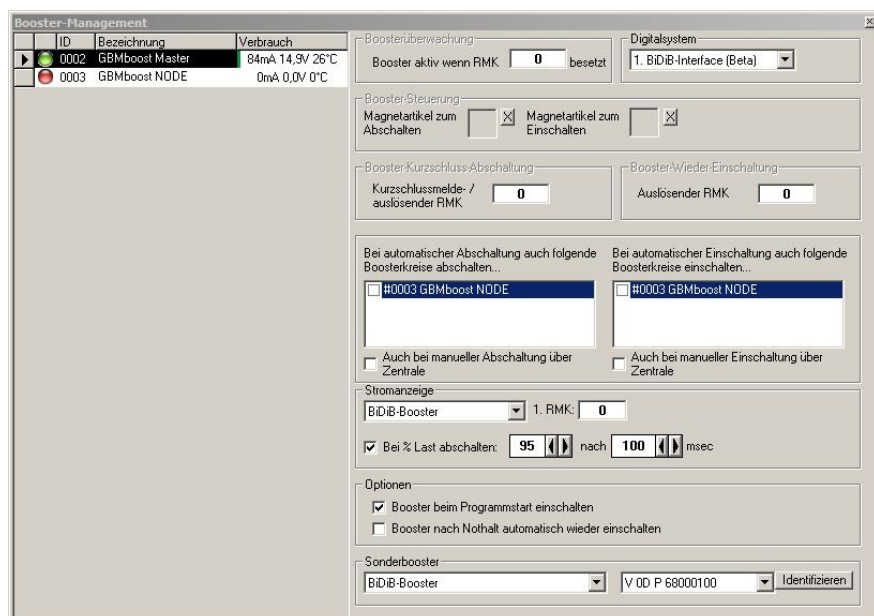 Booster-Management
ID Bezeichnung Verbrauch
0002 GBMboost Master 84mA 14,9V 26°C
0003 GBMboost NODE 0mA 0,0V 0°C
Boosterüberwachung
Booster aktiv wenn RMK 0 besetzt
Digitalsystem
1. BiDiB-Interface (Beta)
Booster-Steuerung
Magnetartikel zum Abschalten X
Magnetartikel zum Einschalten X
Booster-Kurzschluss-Abschaltung
Kurzschlussmelde- / auslösender RMK 0
Booster-Wieder-Einschaltung
Auslösender RMK 0
Bei automatischer Abschaltung auch folgende
Boosterkreise abschalten...
#0003 GBMboost NODE
Auch bei manueller Abschaltung über
Zentrale
Bei automatischer Einschaltung auch folgende
Boosterkreise einschalten...
#0003 GBMboost NODE
Auch bei manueller Einschaltung über
Zentrale
Stromanzeige
BiDiB-Booster 1. RMK: 0
Bei % Last abschalten: 95 nach 100 msec
Optionen
Booster beim Programmstart einschalten
Booster nach Nothalt automatisch wieder einschalten
Sonderbooster
BiDiB-Booster V 0D P 68000100 Identifizieren